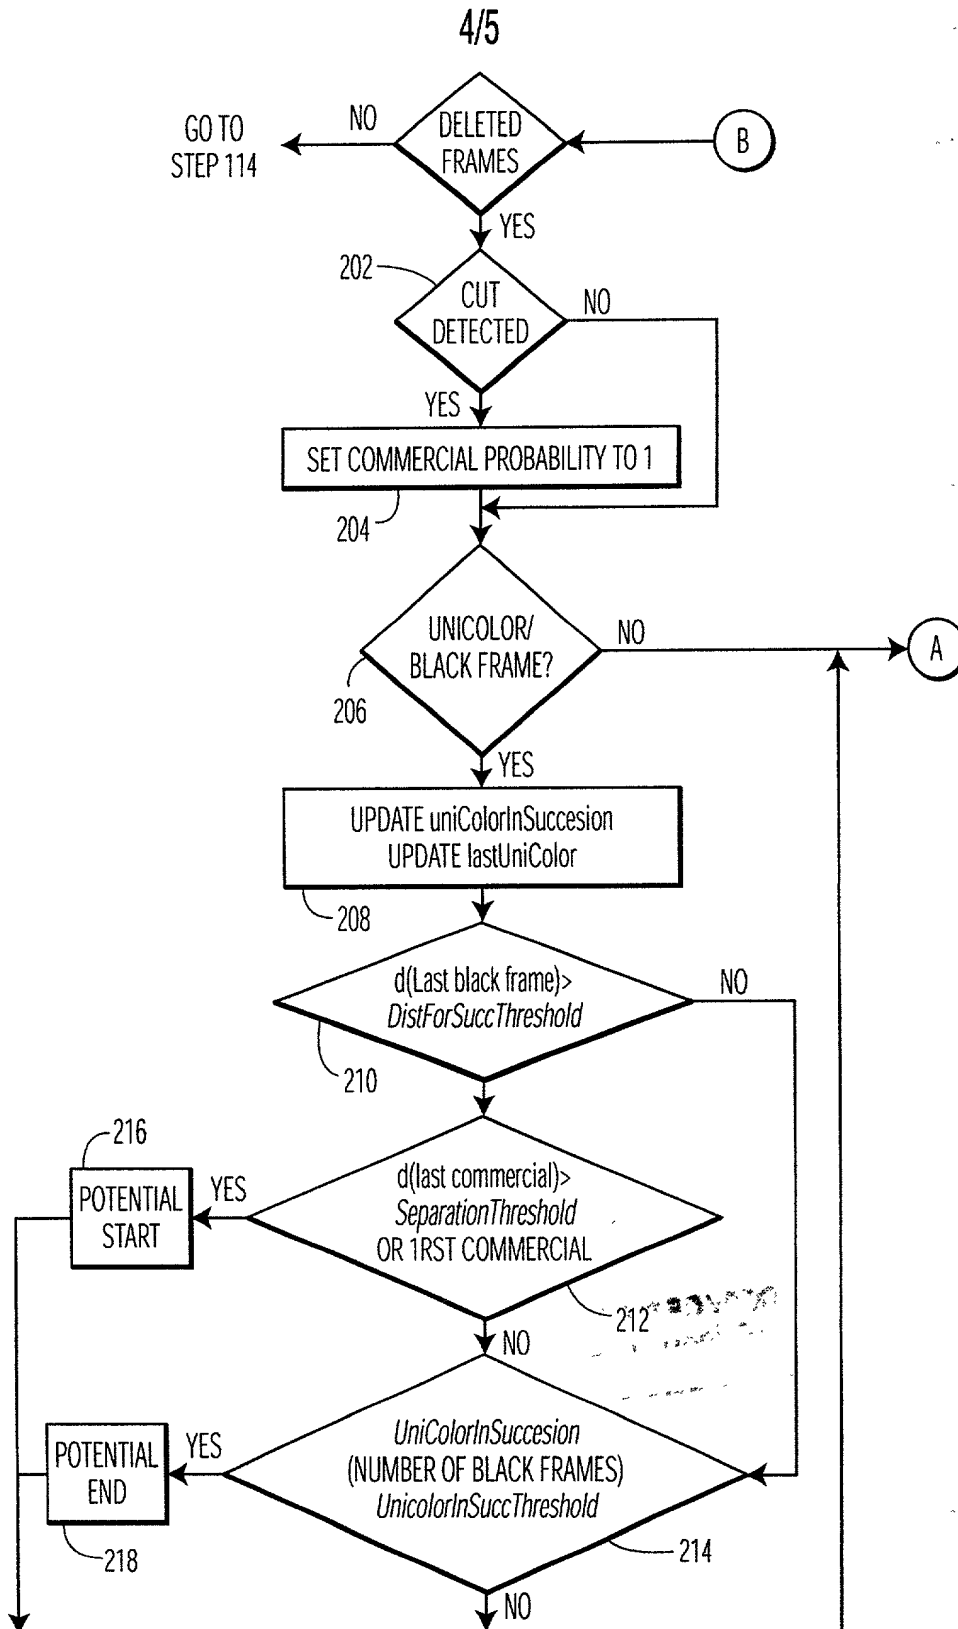 4/5
DELETED
FRAMES
NO
GO TO
STEP 114
B
YES
202
CUT
DETECTED
NO
YES
SET COMMERCIAL PROBABILITY TO 1
204
UNICOLOR/
BLACK FRAME?
NO
A
206
YES
UPDATE uniColorInSuccesion
UPDATE lastUniColor
208
d(Last black frame)>
DistForSuccThreshold
NO
210
216
POTENTIAL
START
YES
d(last commercial)>
SeparationThreshold
OR 1RST COMMERCIAL
212
NO
POTENTIAL
END
YES
UniColorInSuccesion
(NUMBER OF BLACK FRAMES)
UnicolorInSuccThreshold
218
214
NO